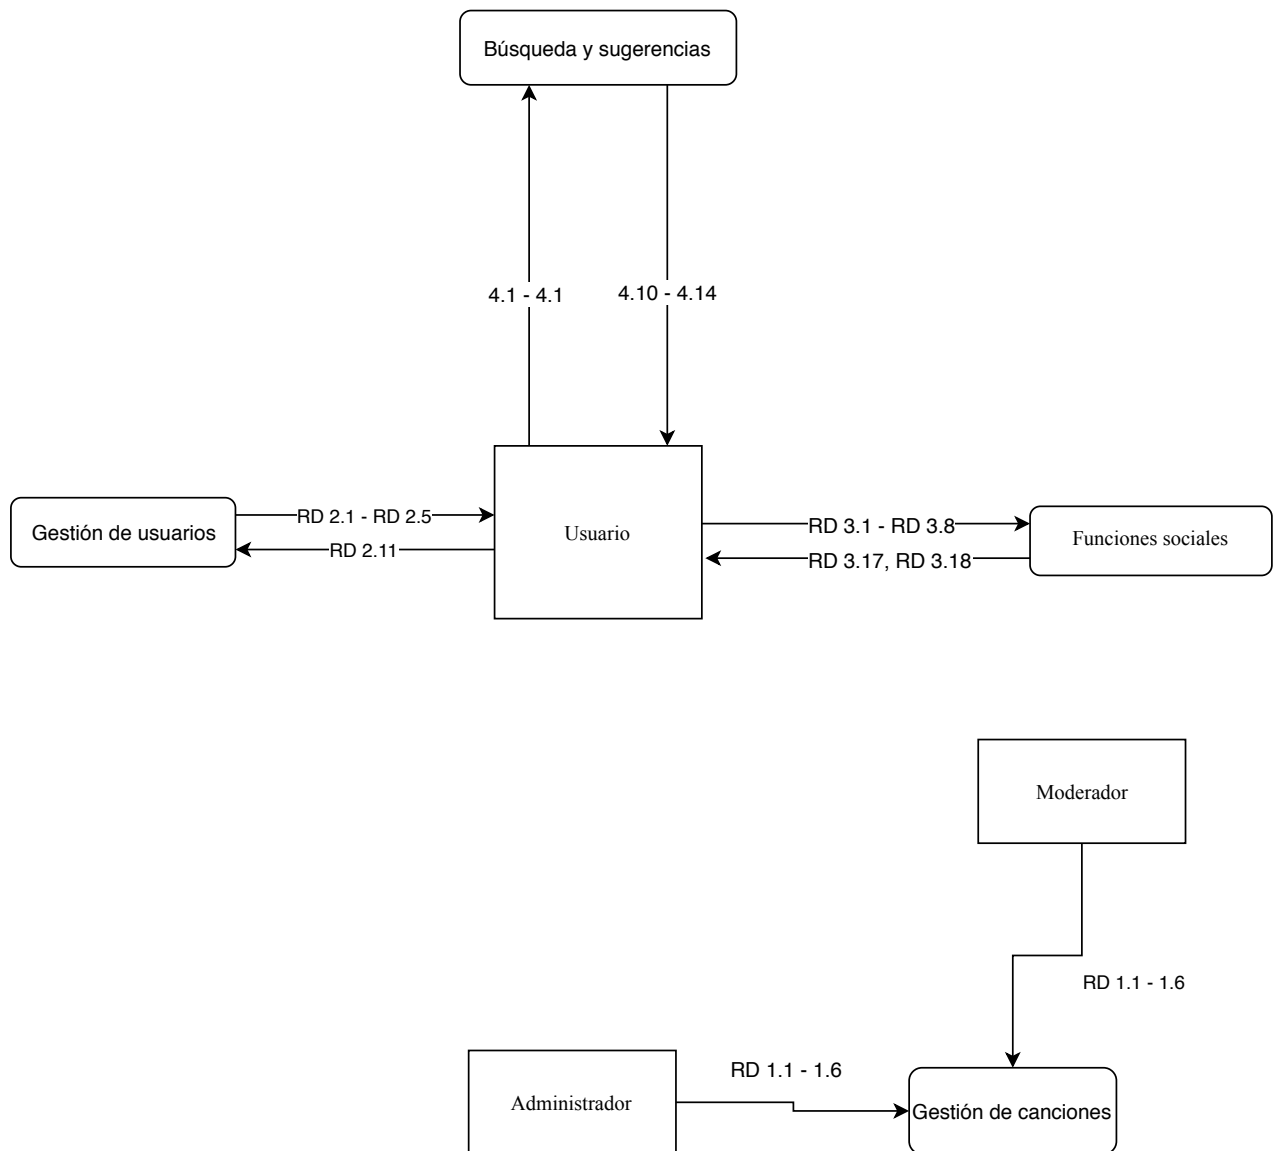 Búsqueda y sugerencias
4.1 - 4.1
4.10 - 4.14
Gestión de usuarios
RD 2.1 - RD 2.5
RD 2.11
Usuario
RD 3.1 - RD 3.8
RD 3.17, RD 3.18
Funciones sociales
Moderador
RD 1.1 - 1.6
Administrador
RD 1.1 - 1.6
Gestión de canciones